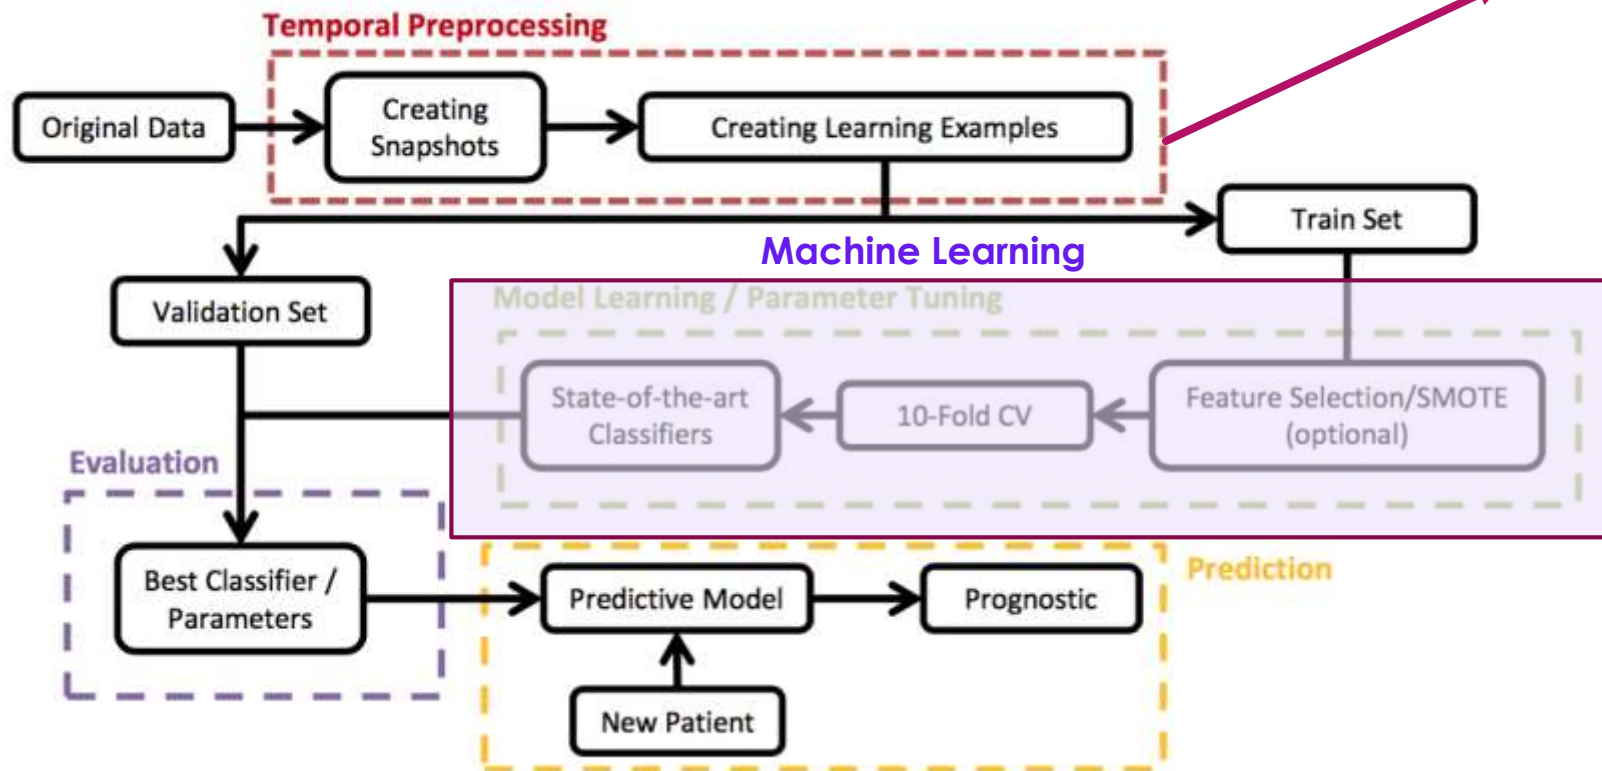 Temporal Preprocessing
Original Data
Creating
Snapshots
Creating Learning Examples
Train Set
Machine Learning
Validation Set
Model Learning / Parameter Tuning
State-of-the-art
Classifiers
10-Fold CV
Feature Selection/SMOTE
(optional)
Evaluation
Best Classifier /
Parameters
Predictive Model
Prognostic
Prediction
New Patient